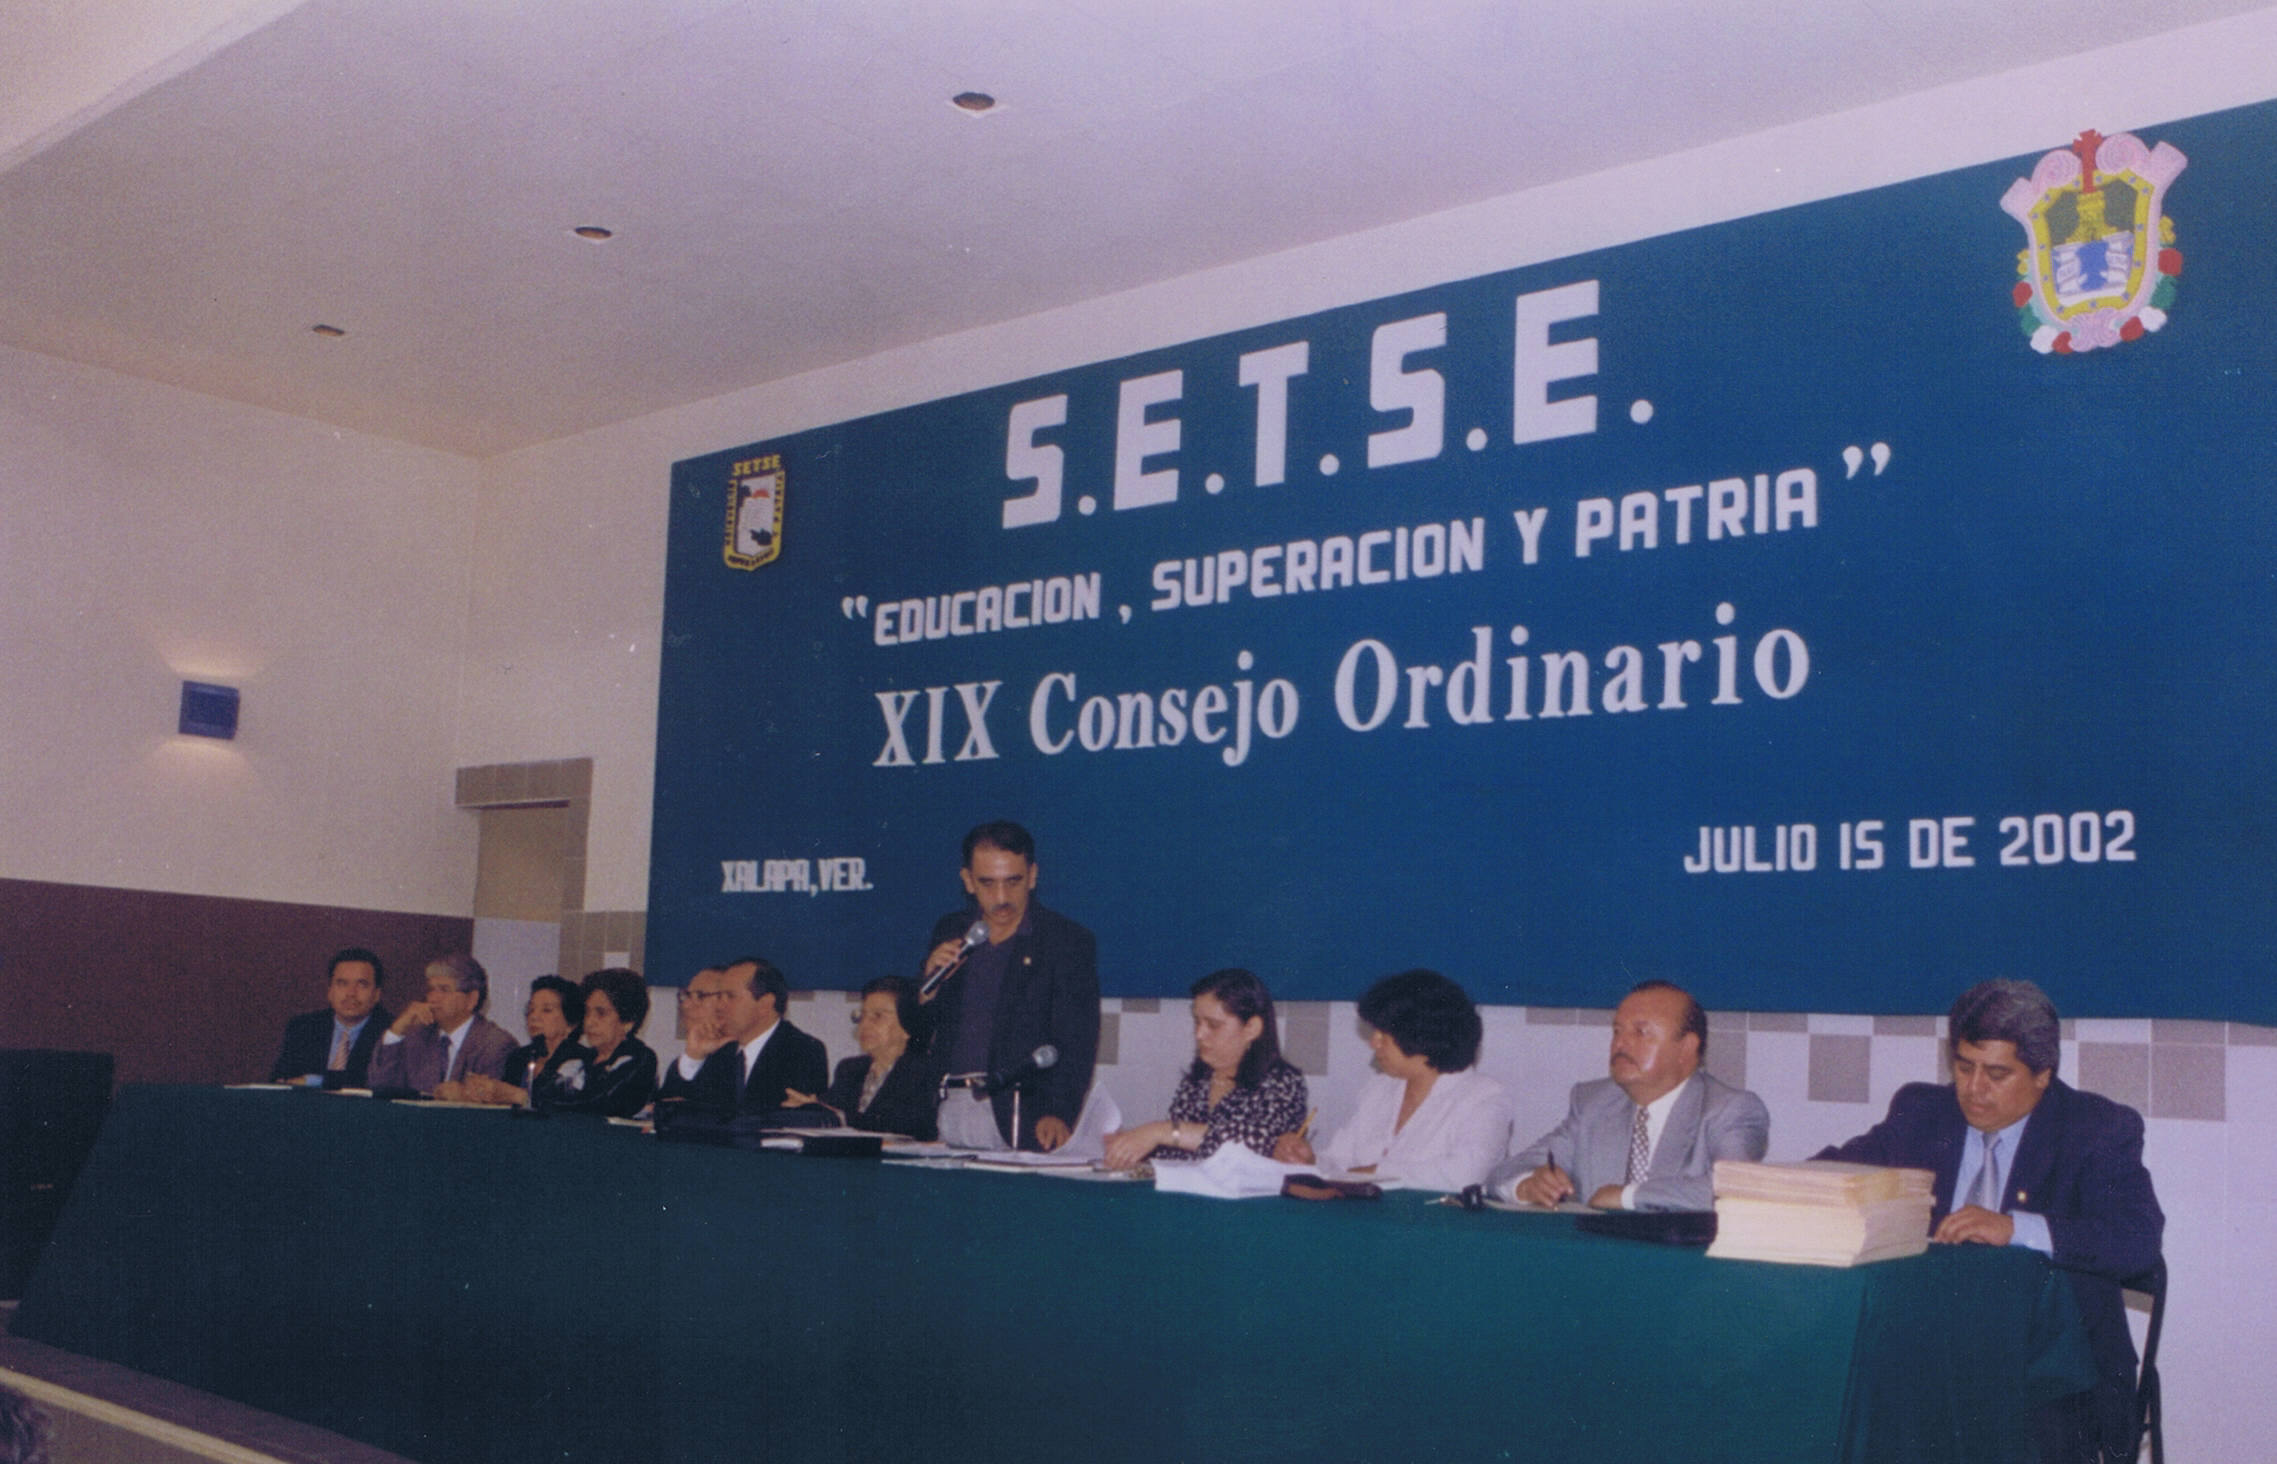 S.E.T.S.E.
SETSE
"EDUCACION, SUPERACION Y PATRIA"
XIX Consejo Ordinario
XALAPA, VER.
JULIO 15 DE 2002